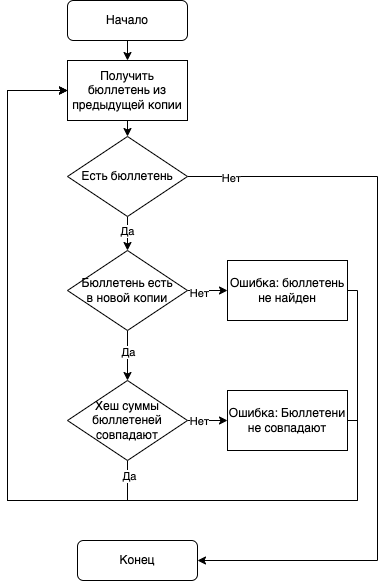 Начало
Получить
бюллетень из
предыдущей копии
Есть бюллетень
Нет
Да
Бюллетень есть
в новой копии
Нет
Ошибка: бюллетень
не найден
Да
Хеш суммы
бюллетеней
совпадают
Нет
Ошибка: Бюллетени
не совпадают
Да
Конец